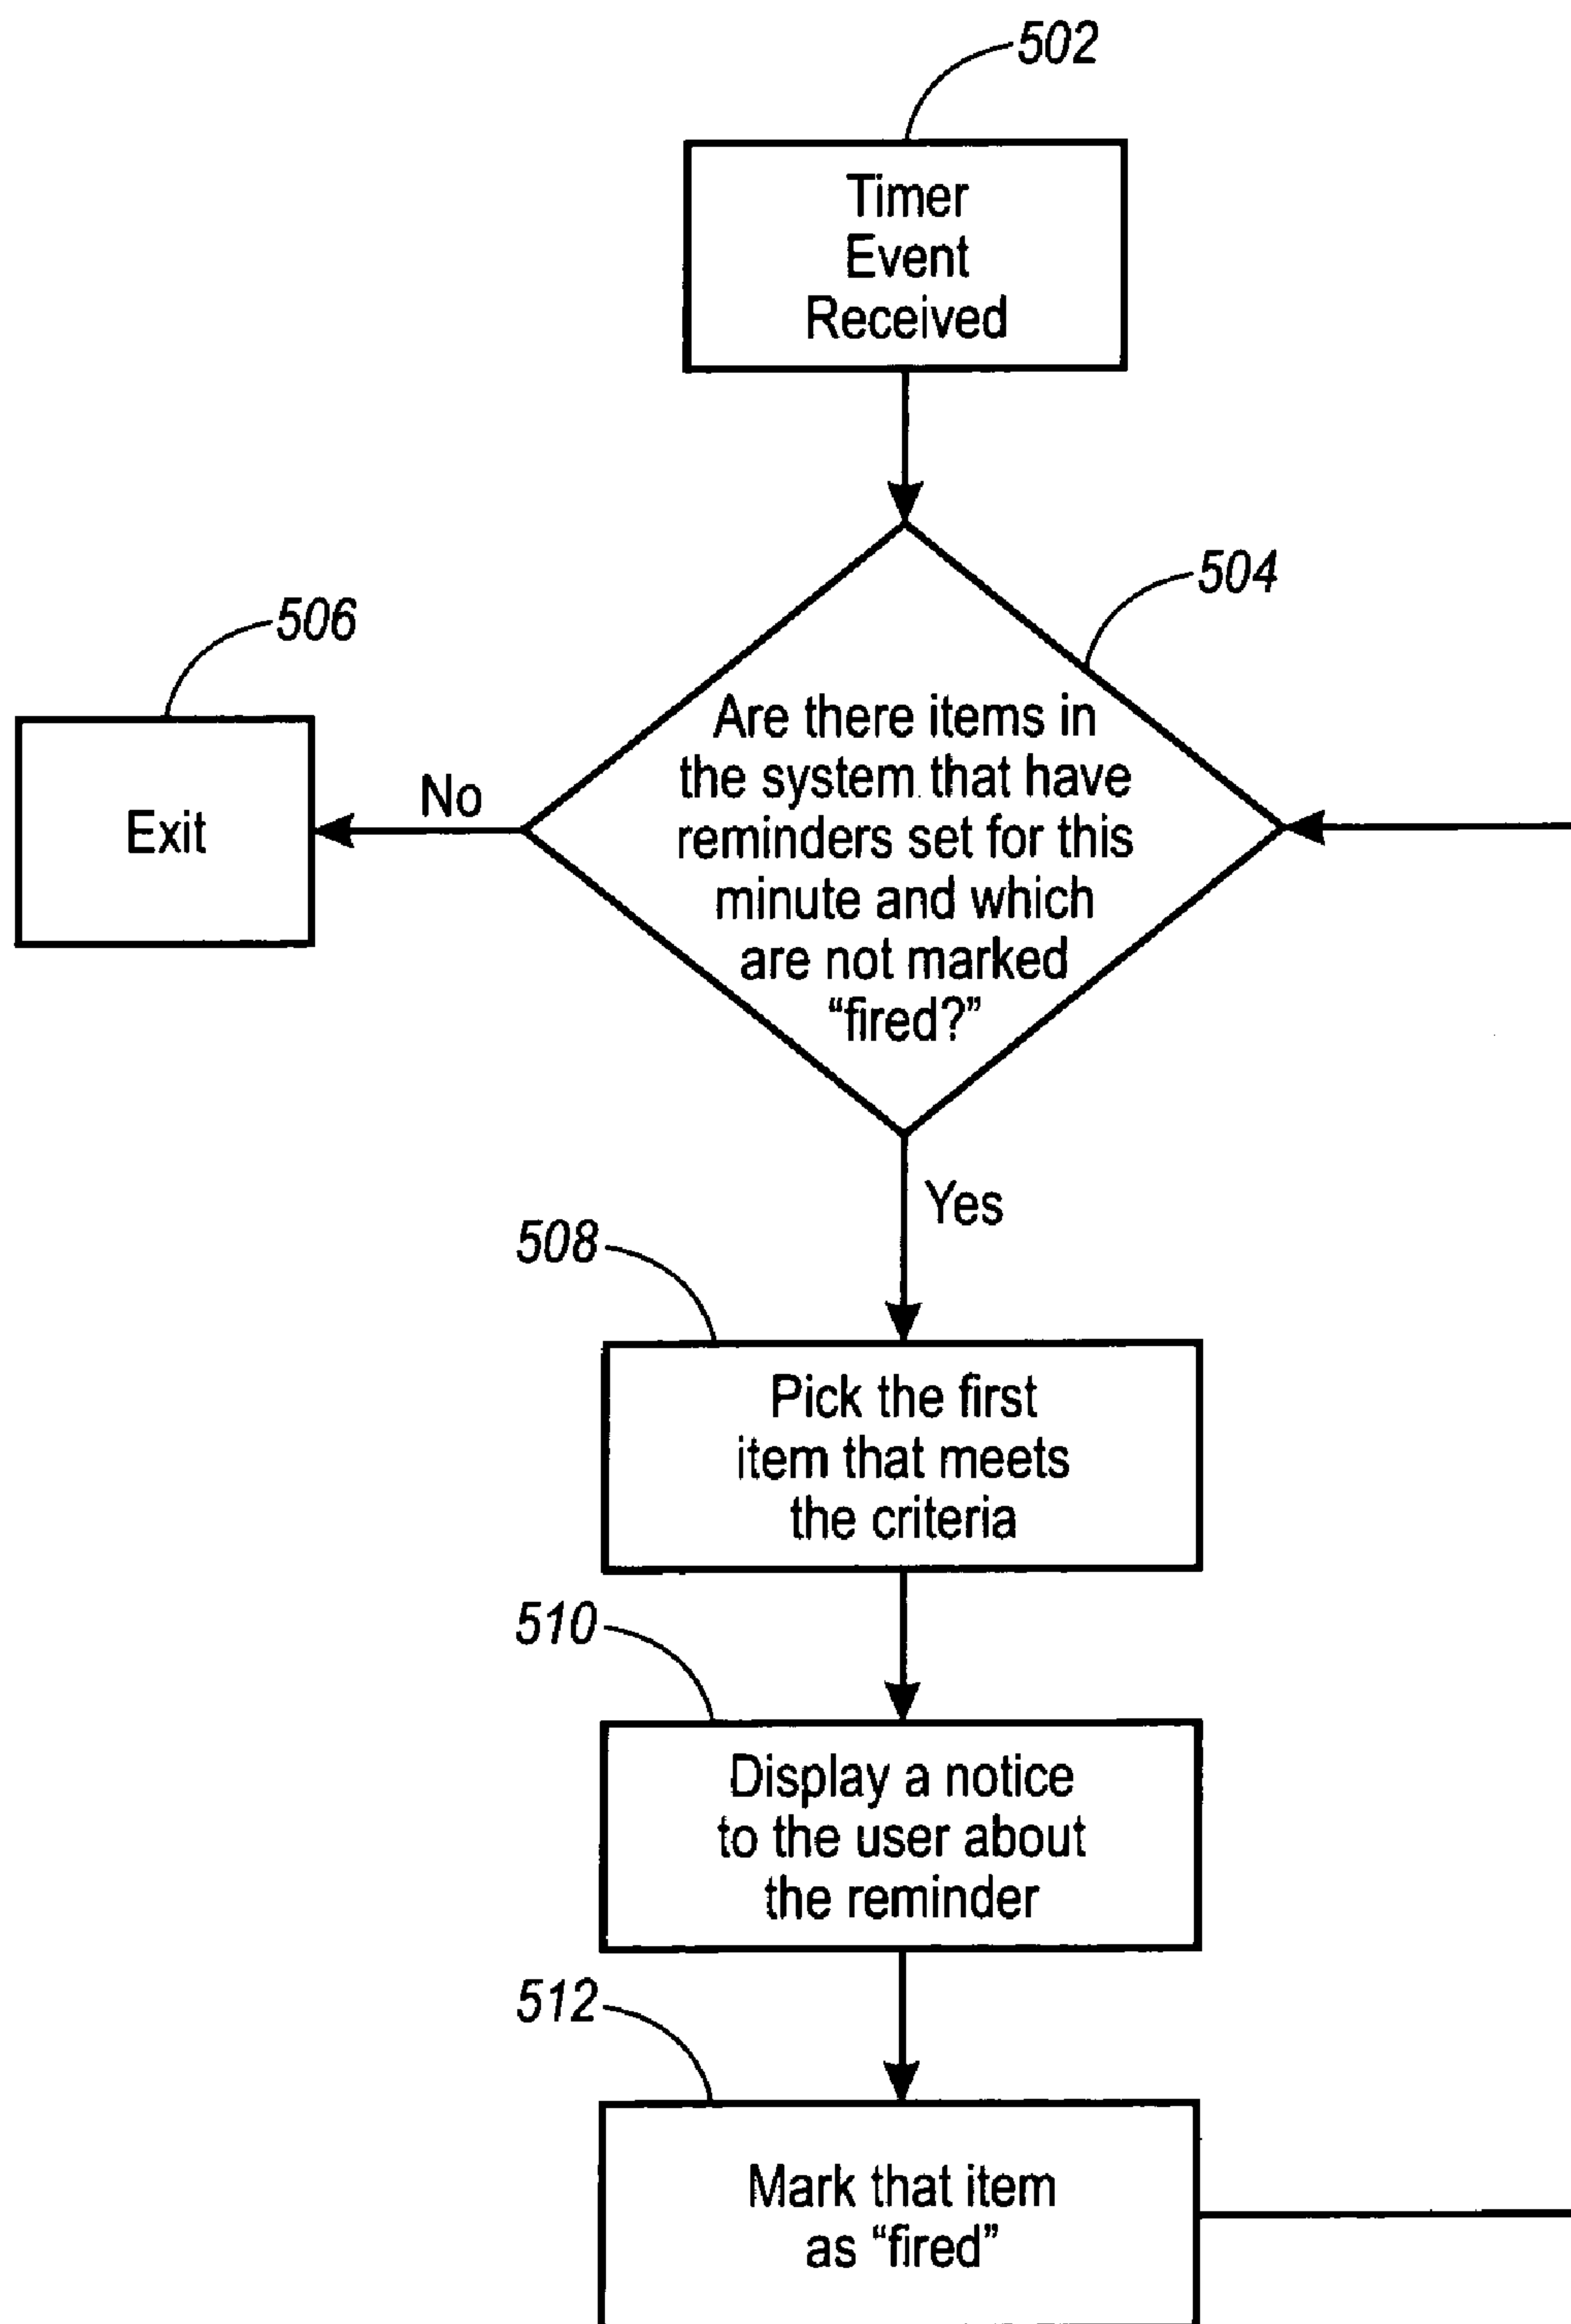 502
Timer
Event
Received
504
506
Are there items in
the system that have
reminders set for this
minute and which
are not marked
“fired?”
No
Exit
Yes
508
Pick the first
item that meets
the criteria
510
Display a notice
to the user about
the reminder
512
Mark that item
as “fired”